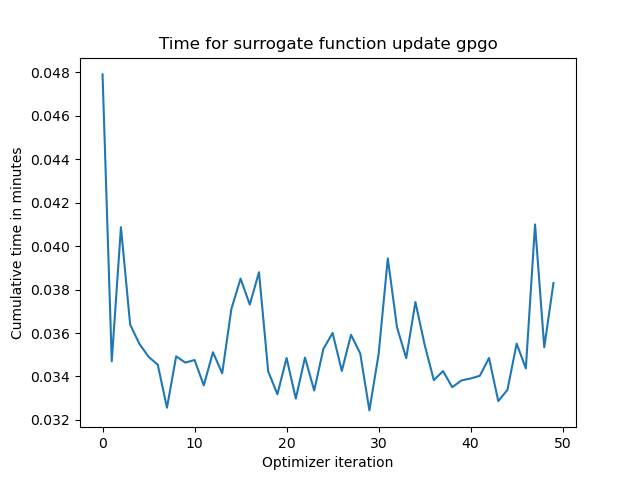 Time for surrogate function update gpgo
Cumulative time in minutes
0.048
0.046
0.044
0.042
0.040
0.038
0.036
0.034
0.032
0 10 20 30 40 50
Optimizer iteration